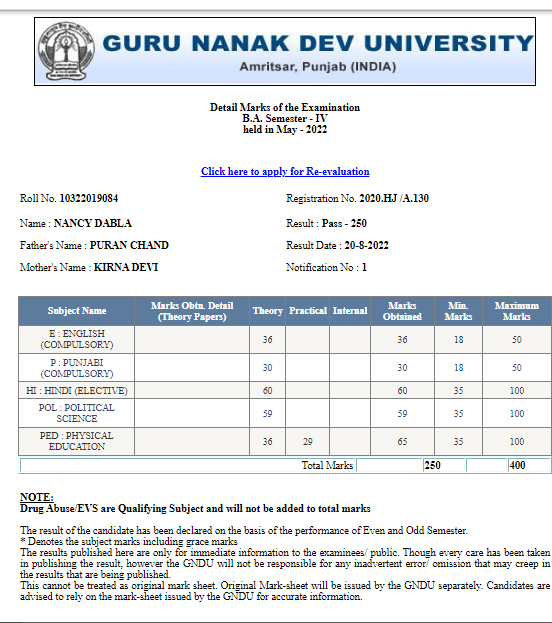 GURU NANAK DEV UNIVERSITY
Amritsar, Punjab (INDIA)
Detail Marks of the Examination
B.A. Semester - IV
held in May - 2022
Click here to apply for Re-evaluation
Roll No. 10322019084 Registration No. 2020.HJ /A.130
Name : NANCY DABLA Result : Pass - 250
Father's Name : PURAN CHAND Result Date : 20-8-2022
Mother's Name : KIRNA DEVI Notification No : 1
Subject Name Marks Obtn. Detail (Theory Papers) Theory Practical Internal Marks Obtained Min. Marks Maximum Marks
E : ENGLISH (COMPULSORY) 36 36 18 50
P : PUNJABI (COMPULSORY) 30 30 18 50
HI : HINDI (ELECTIVE) 60 60 35 100
POL : POLITICAL SCIENCE 59 59 35 100
PED : PHYSICAL EDUCATION 36 29 65 35 100
Total Marks 250 400
NOTE:
Drug Abuse/EVS are Qualifying Subject and will not be added to total marks
The result of the candidate has been declared on the basis of the performance of Even and Odd Semester.
* Denotes the subject marks including grace marks
The results published here are only for immediate information to the examinees/ public. Though every care has been taken
in publishing the result, however the GNDU will not be responsible for any inadvertent error/ omission that may creep in
the results that are being published.
This cannot be treated as original mark sheet. Original Mark-sheet will be issued by the GNDU separately. Candidates are
advised to rely on the mark-sheet issued by the GNDU for accurate information.